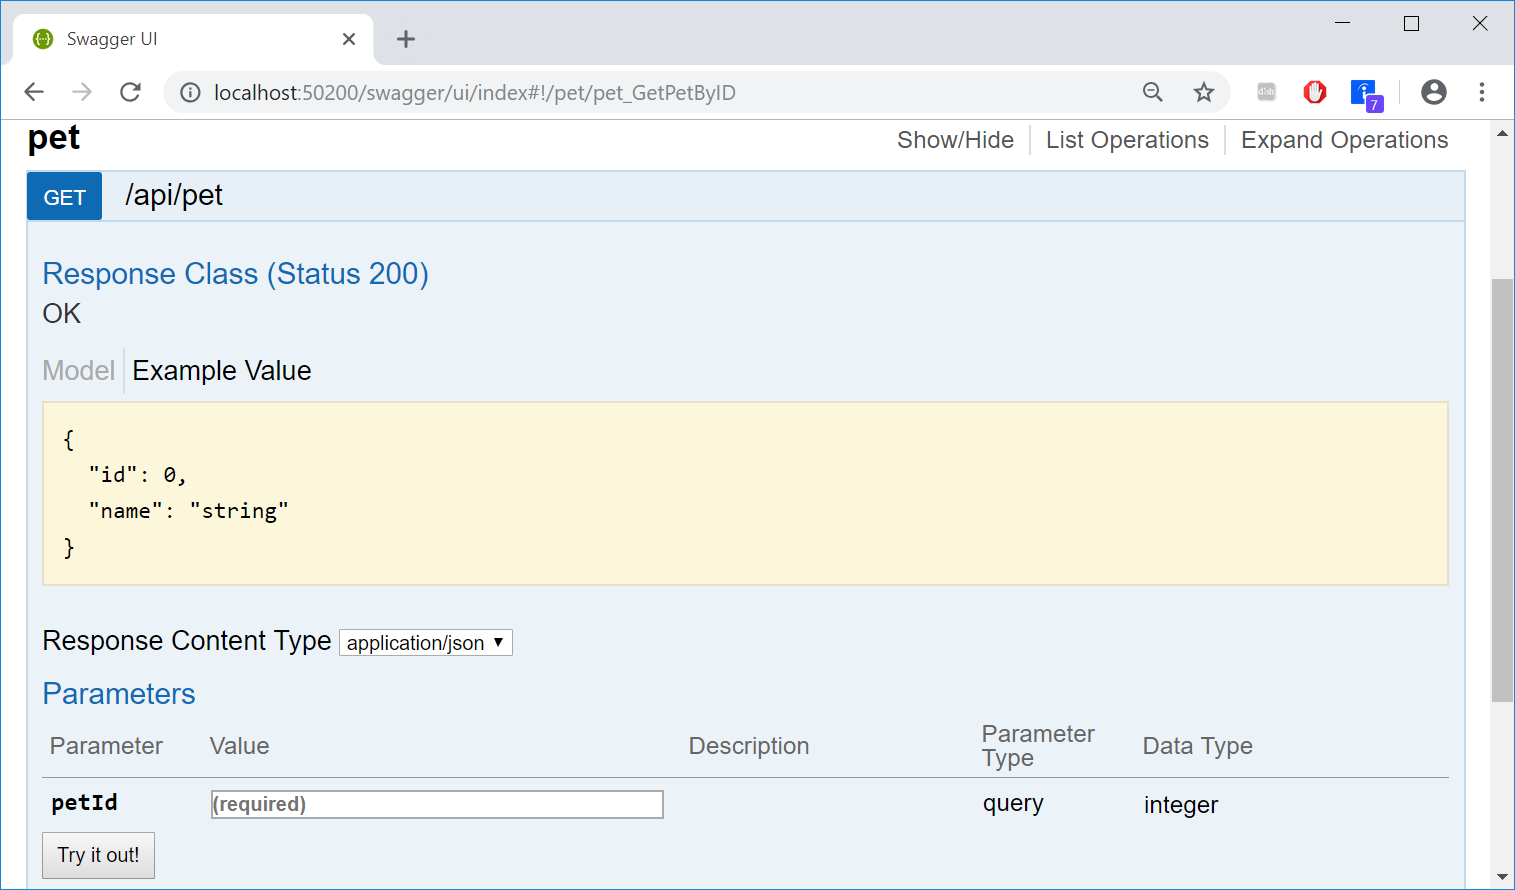 Swagger UI
localhost:50200/swagger/ui/index#!/pet/pet_GetPetByID
7
pet
Show/Hide List Operations Expand Operations
GET /api/pet
Response Class (Status 200)
OK
Model Example Value
{
"id": 0,
"name": "string"
}
Response Content Type application/json
Parameters
Parameter Value Description Parameter Type Data Type
petId (required) query integer
Try it out!